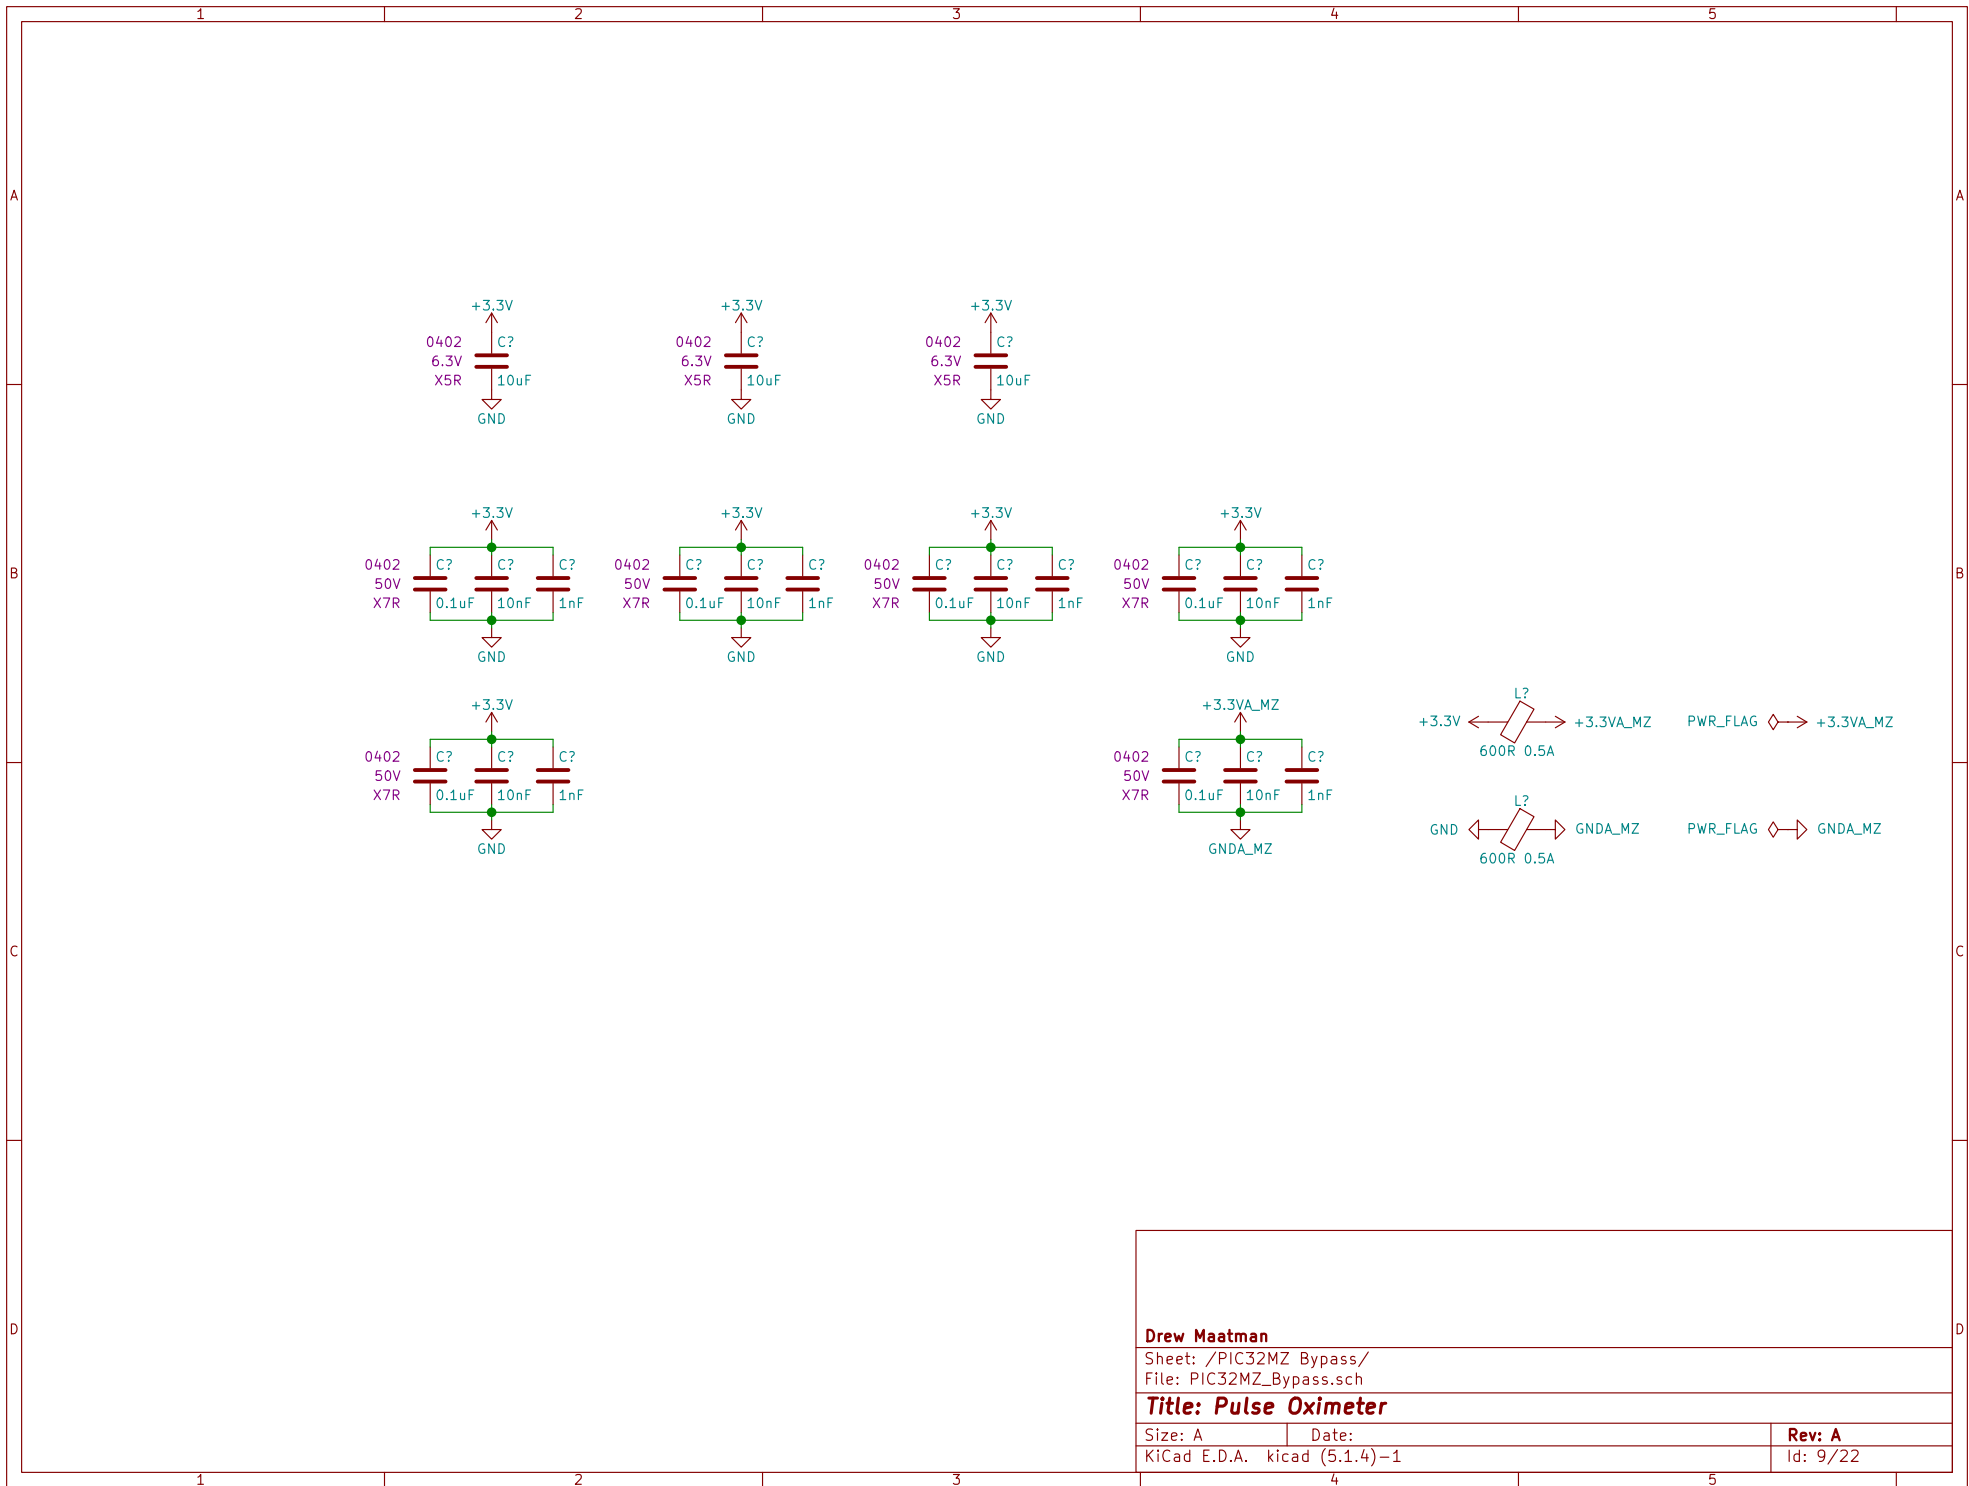 1 2 3 4 5
A A
+3.3V +3.3V +3.3V
0402 C? 0402 C? 0402 C?
6.3V 6.3V 6.3V
X5R 10uF X5R 10uF X5R 10uF
GND GND GND
+3.3V +3.3V +3.3V +3.3V
0402 C? C? C? 0402 C? C? C? 0402 C? C? C? 0402 C? C? C?
B B
50V 50V 50V 50V
X7R 0.1uF 10nF 1nF X7R 0.1uF 10nF 1nF X7R 0.1uF 10nF 1nF X7R 0.1uF 10nF 1nF
GND GND GND GND
L?
+3.3V +3.3VA_MZ
+3.3V +3.3VA_MZ PWR_FLAG +3.3VA_MZ
600R 0.5A
0402 C? C? C? 0402 C? C? C?
50V 50V
X7R 0.1uF 10nF 1nF X7R 0.1uF 10nF 1nF
L?
GND GNDA_MZ PWR_FLAG GNDA_MZ
GND GNDA_MZ
600R 0.5A
C C
D D
Drew Maatman
Sheet: /PIC32MZ Bypass/
File: PIC32MZ_Bypass.sch
Title: Pulse Oximeter
Size: A Date: Rev: A
KiCad E.D.A. kicad (5.1.4)-1 Id: 9/22
1 2 3 4 5